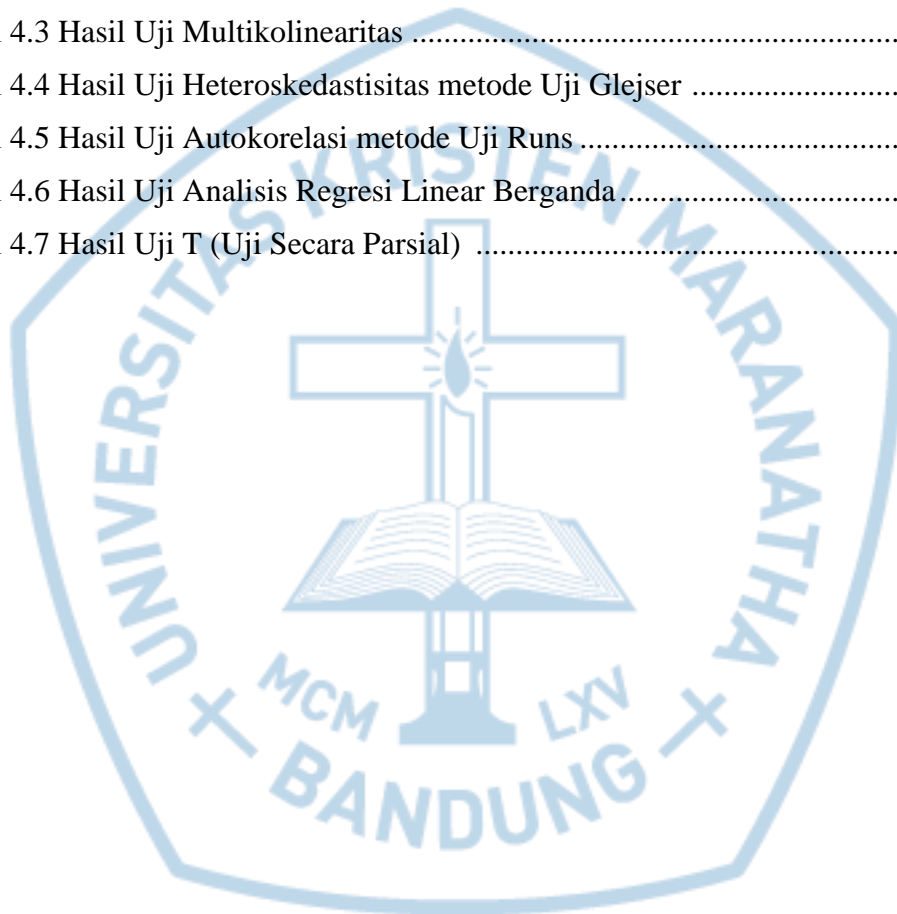 4.3 Hasil Uji Multikolinearitas ............................................................
4.4 Hasil Uji Heteroskedastisitas metode Uji Glejser ..........................
4.5 Hasil Uji Autokorelasi metode Uji Runs ........................................
4.6 Hasil Uji Analisis Regresi Linear Berganda ...................................
4.7 Hasil Uji T (Uji Secara Parsial) .....................................................
UNIVERSITAS KRISTEN MARANATHA
MCM LXV
BANDUNG